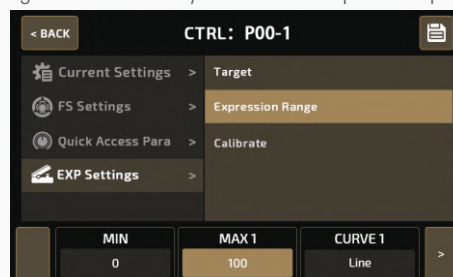 < BACK
CTRL: P00-1
Current Settings >
Target
FS Settings >
Expression Range
Quick Access Para >
Calibrate
EXP Settings >
MIN
MAX 1
CURVE 1
0
100
Line
>